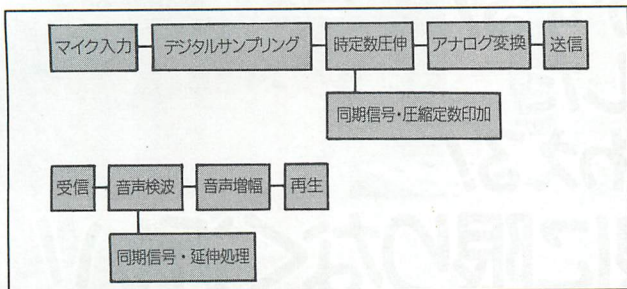 マイク入力
デジタルサンプリング
時定数圧伸
アナログ変換
送信
同期信号・圧縮定数印加
受信
音声検波
音声増幅
再生
同期信号・延伸処理